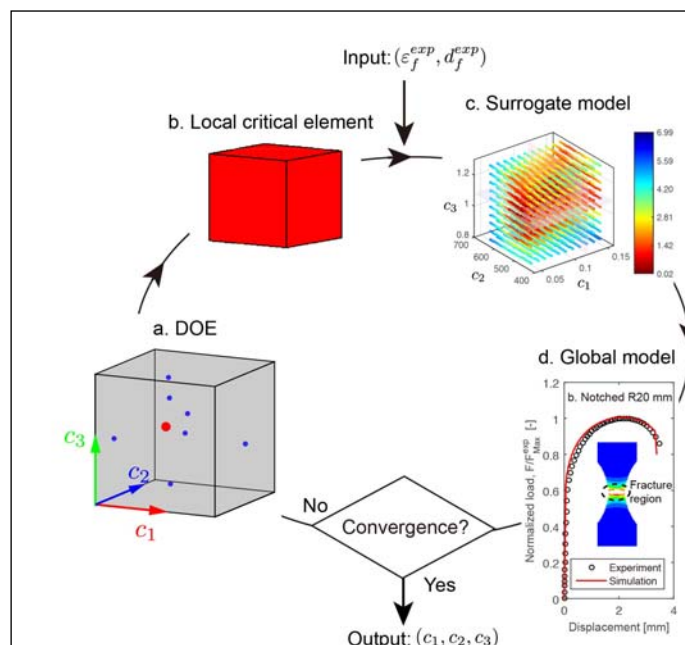 Input: (ε_f^{exp}, d_f^{exp})
b. Local critical element
c. Surrogate model
6.99
5.60
4.21
2.81
1.42
0.02
1.2
1
0.8
c₃
700
600
500
400
c₂
0.05
0.1
0.15
c₁
a. DOE
c₃
c₂
c₁
d. Global model
b. Notched R20 mm
Normalized load, F/F_{Max}^{exp} [-]
1.2
1
0.8
0.6
0.4
0.2
0
Fracture
region
Experiment
Simulation
0
2
4
Displacement [mm]
No
Convergence?
Yes
Output: (c₁, c₂, c₃)